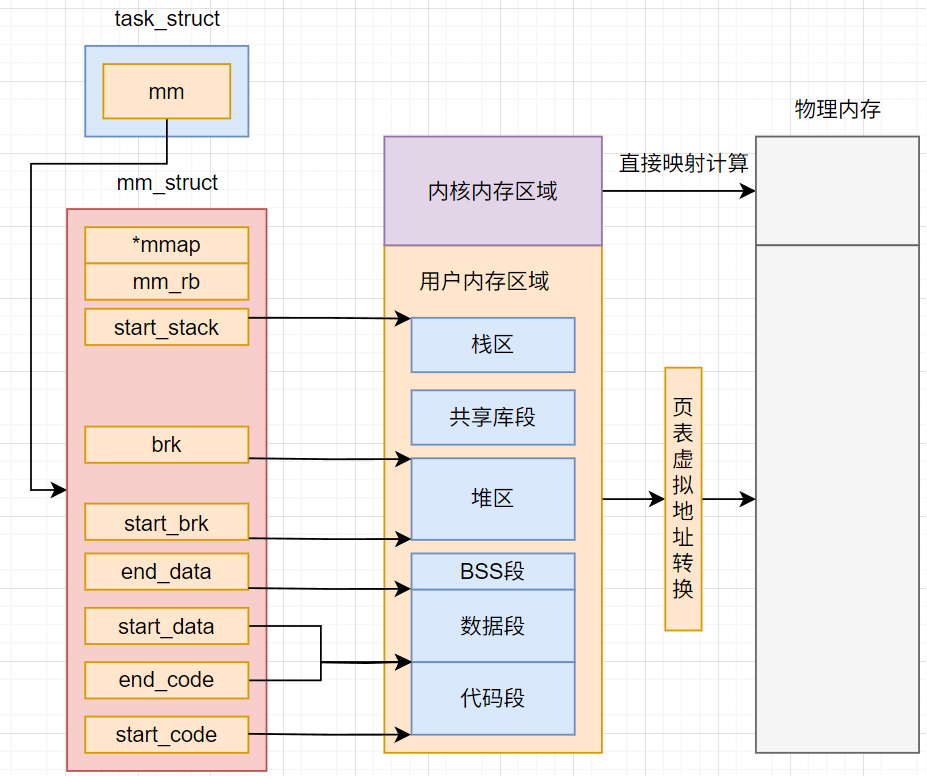 task_struct
mm
mm_struct
*mmap
mm_rb
start_stack
brk
start_brk
end_data
start_data
end_code
start_code
内核内存区域
用户内存区域
栈区
共享库段
堆区
BSS段
数据段
代码段
直接映射计算
页表虚拟地址转换
物理内存